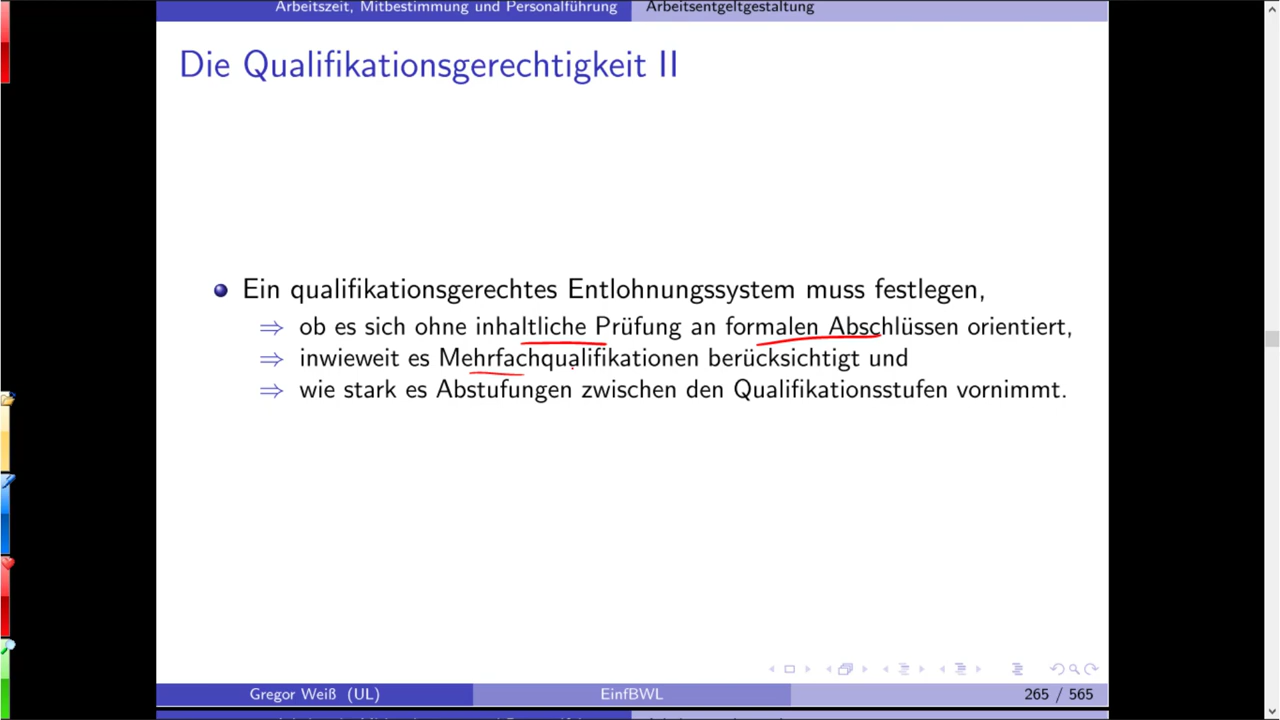 Arbeitszeit, Mitbestimmung und Personalführung Arbeitsentgeltgestaltung
Die Qualifikationsgerechtigkeit II
Ein qualifikationsgerechtes Entlohnungssystem muss festlegen,
⇒ ob es sich ohne inhaltliche Prüfung an formalen Abschlüssen orientiert,
⇒ inwieweit es Mehrfachqualifikationen berücksichtigt und
⇒ wie stark es Abstufungen zwischen den Qualifikationsstufen vornimmt.
Gregor Weiß (UL) EinfBWL 265 / 565